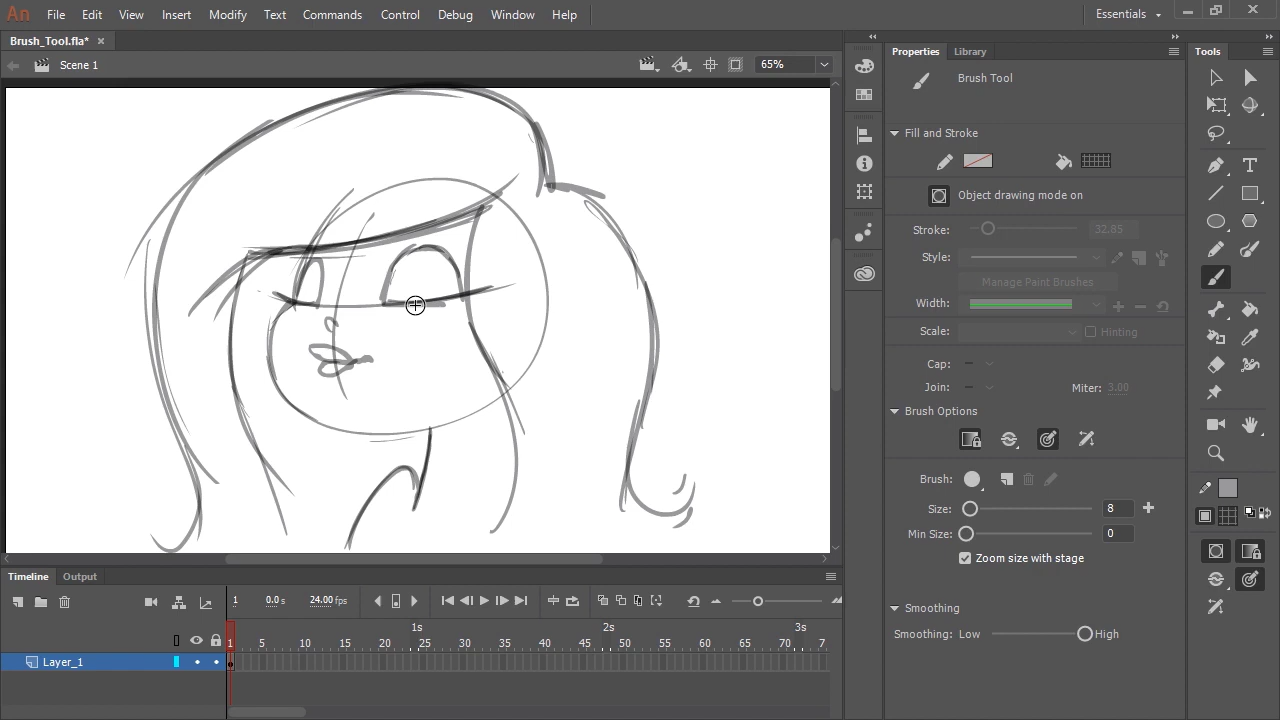 An File Edit View Insert Modify Text Commands Control Debug Window Help Essentials
Brush_Tool.fla*
Scene 1 65%
Properties Library Tools
Brush Tool
Fill and Stroke
Object drawing mode on
Stroke: 32.85
Style:
Manage Paint Brushes
Width:
Scale: Hinting
Cap:
Join: Miter: 3.00
Brush Options
Brush:
Size: 8
Min Size: 0
Zoom size with stage
Smoothing
Smoothing: Low High
Timeline Output
1 0.0 s 24.00 fps
1s 2s 3s
1 5 10 15 20 25 30 35 40 45 50 55 60 65 70 7
Layer_1